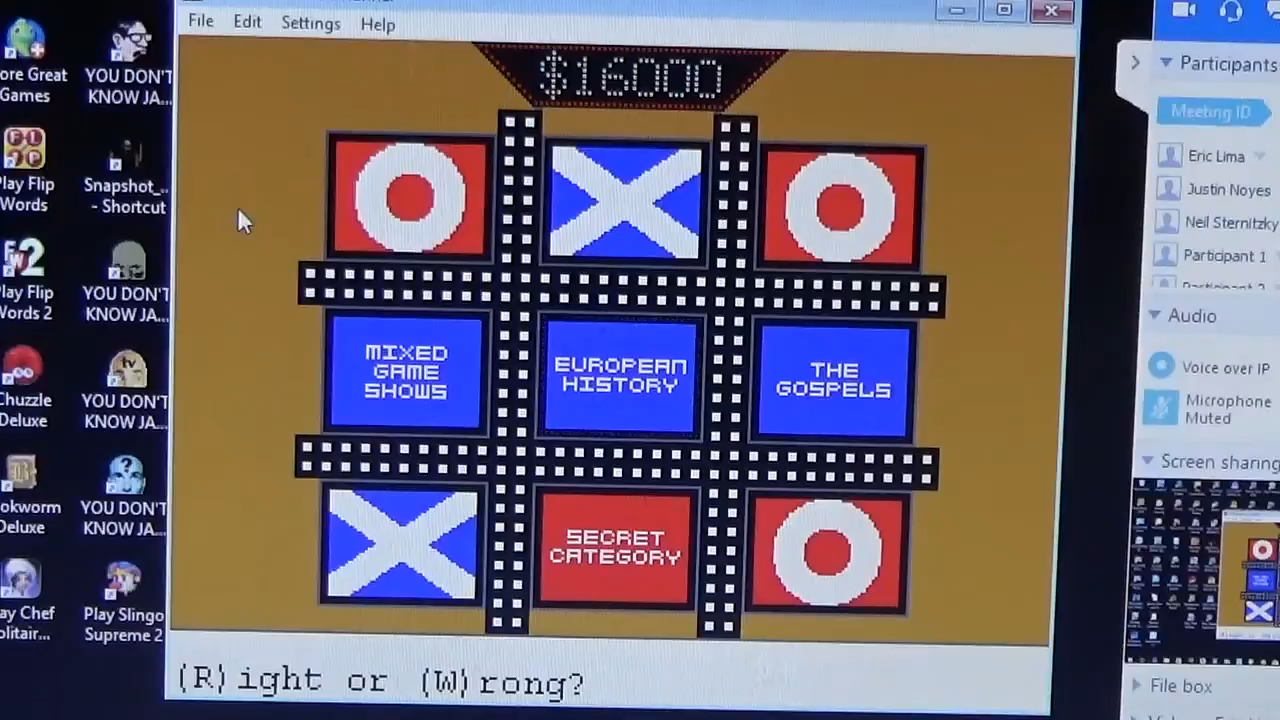 File Edit Settings Help
$16000
MIXED
GAME
SHOWS
EUROPEAN
HISTORY
THE
GOSPELS
SECRET
CATEGORY
(R)ight or (W)rong?
ore Great
Games
YOU DON'T
KNOW JA...
FLIP
Play Flip
Words
Snapshot_...
- Shortcut
Play Flip
Words 2
YOU DON'T
KNOW JA...
Chuzzle
Deluxe
tv
YOU DON'T
KNOW JA...
okworm
Deluxe
?
YOU DON'T
KNOW JA...
ay Chef
olitair...
Play Slingo
Supreme 2
Participants
Meeting ID
Eric Lima
Justin Noyes
Neil Sternitzky
Participant 1
Audio
Voice over IP
Microphone
Muted
Screen sharing
File box